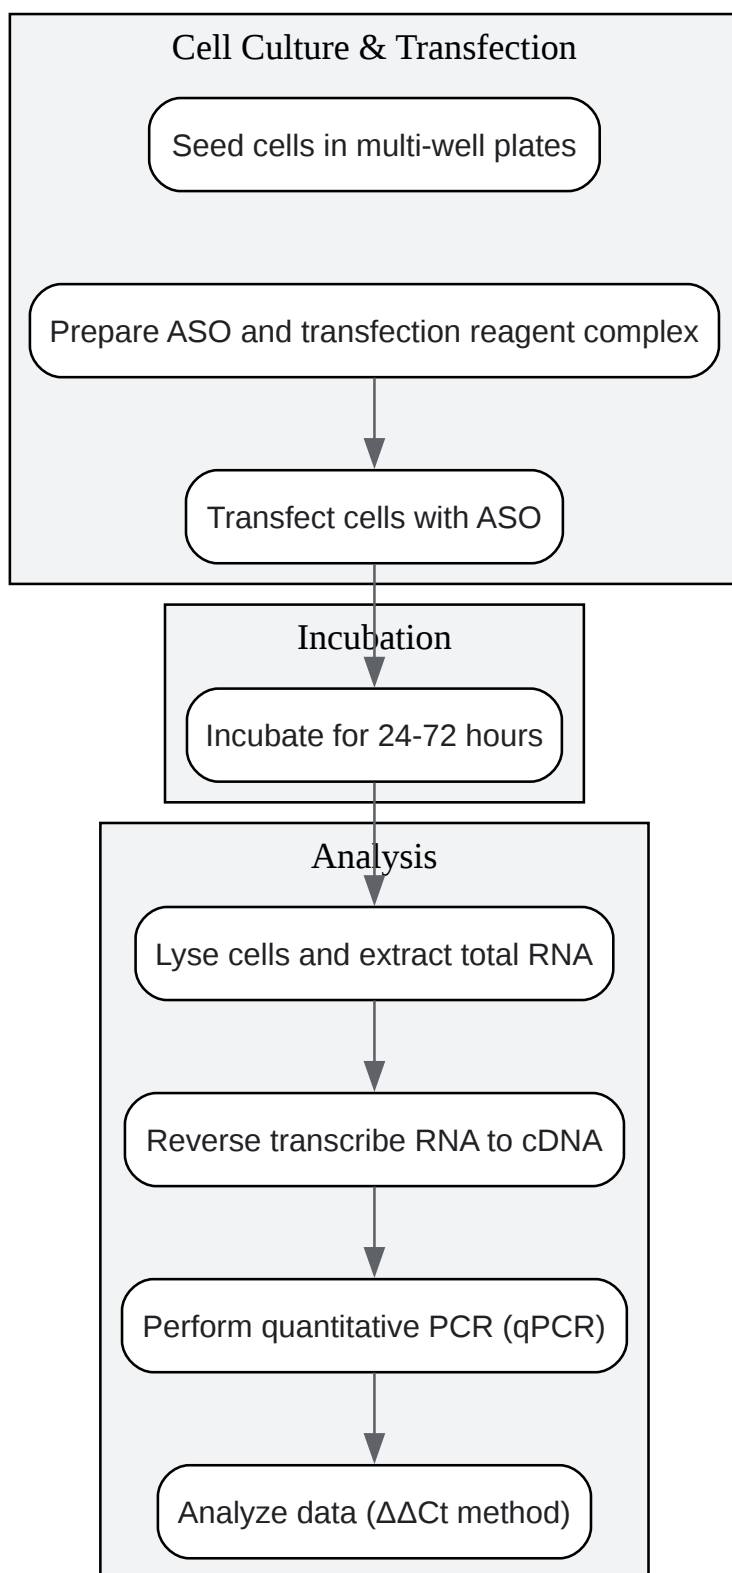 Cell Culture & Transfection
Seed cells in multi-well plates
Prepare ASO and transfection reagent complex
Transfect cells with ASO
Incubation
Incubate for 24-72 hours
Analysis
Lyse cells and extract total RNA
Reverse transcribe RNA to cDNA
Perform quantitative PCR (qPCR)
Analyze data (ΔΔCt method)